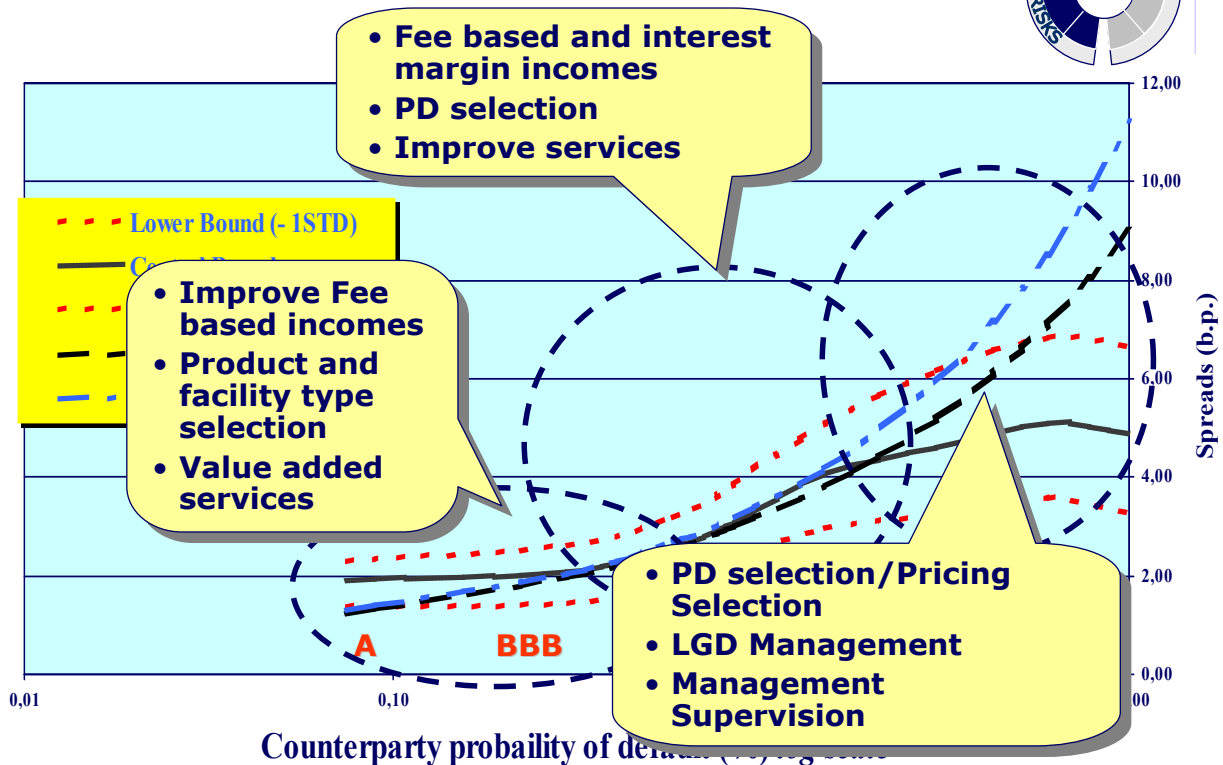 RISKS
• Fee based and interest
margin incomes
• PD selection
• Improve services
12,00
10,00
8,00
6,00
4,00
2,00
0,00
Spreads (b.p.)
Lower Bound (- 1STD)
• Improve Fee
based incomes
• Product and
facility type
selection
• Value added
services
• PD selection/Pricing
Selection
• LGD Management
• Management
Supervision
A
BBB
0,01
0,10
00
Counterparty probaility of